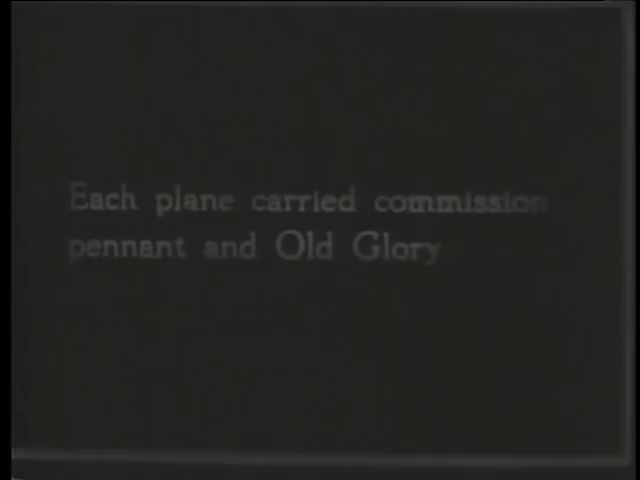 Each plane carried commission
pennant and Old Glory